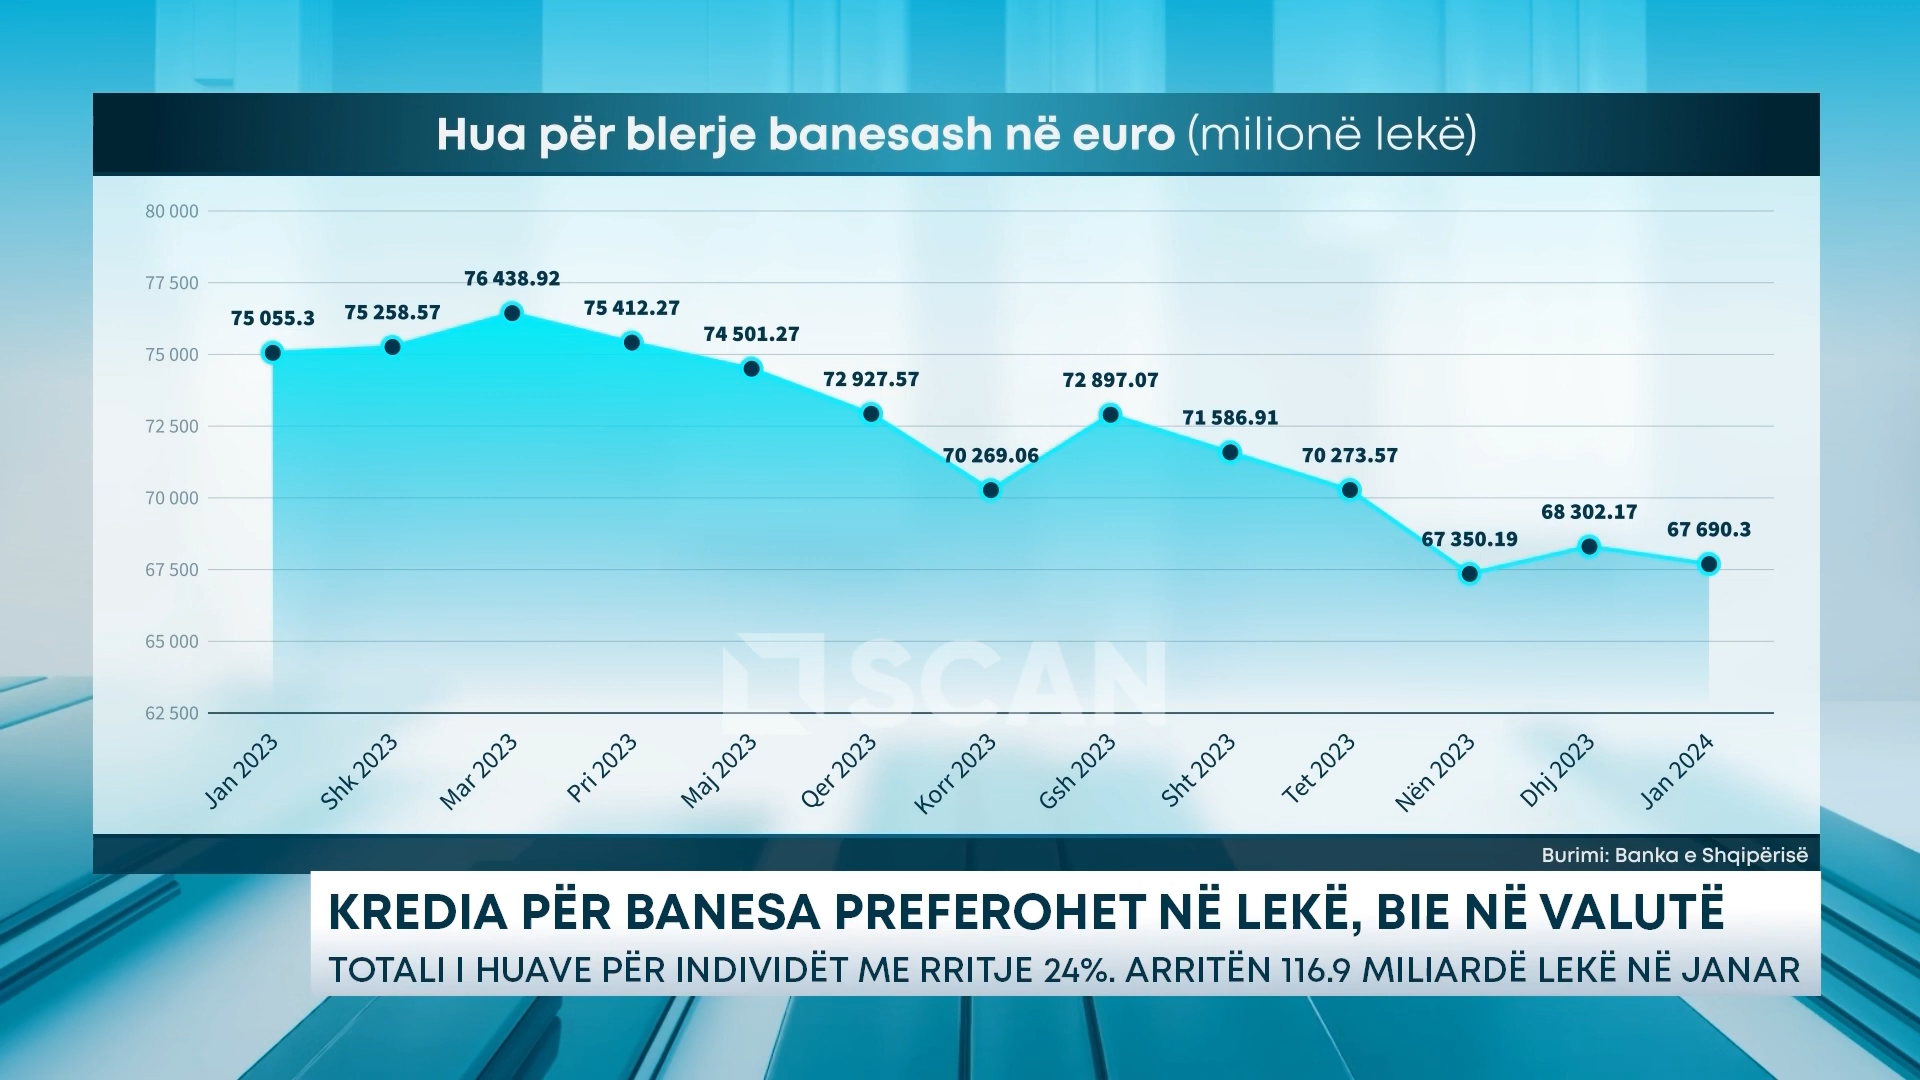 Hua për blerje banesash në euro (milionë lekë)
80 000
77 500
75 000
72 500
70 000
67 500
65 000
62 500
75 055.3
75 258.57
76 438.92
75 412.27
74 501.27
72 927.57
70 269.06
72 897.07
71 586.91
70 273.57
67 350.19
68 302.17
67 690.3
SCAN
Jan 2023
Shk 2023
Mar 2023
Pri 2023
Maj 2023
Qer 2023
Korr 2023
Gsh 2023
Sht 2023
Tet 2023
Nën 2023
Dhj 2023
Jan 2024
Burimi: Banka e Shqipërisë
KREDIA PËR BANESA PREFEROHET NË LEKË, BIE NË VALUTË
TOTALI I HUAVE PËR INDIVIDËT ME RRITJE 24%. ARRITËN 116.9 MILIARDË LEKË NË JANAR